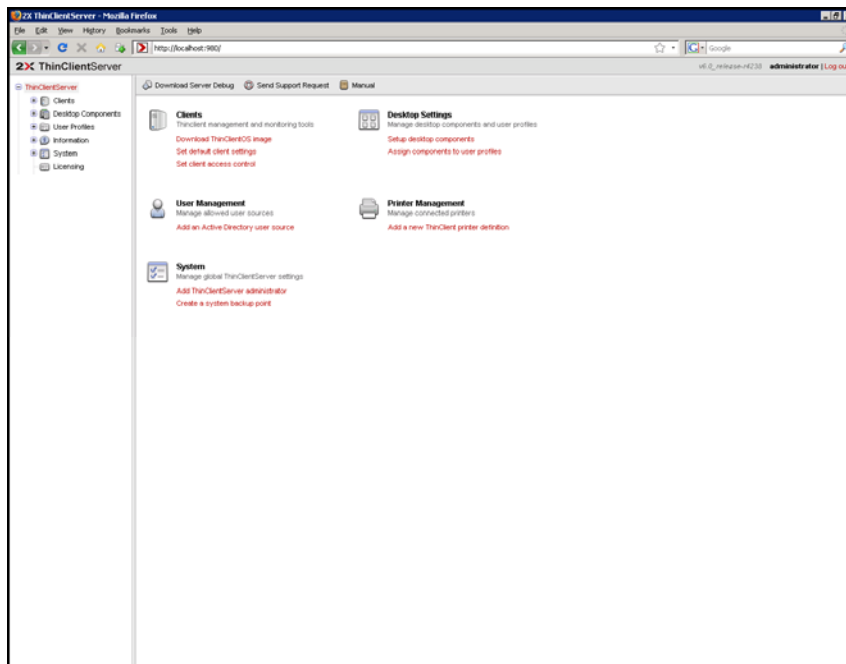 2X ThinClientServer - Mozilla Firefox
File Edit View History Bookmarks Tools Help
http://localhost:980/
Google
2X ThinClientServer
administrator | Log ou
ThinClientServer
Clients
Desktop Components
User Profiles
Information
System
Licensing
Download Server Debug Send Support Request Manual
Clients
Thinclient management and monitoring tools
Download ThinClientOS image
Set default client settings
Set client access control
Desktop Settings
Manage desktop components and user profiles
Setup desktop components
Assign components to user profiles
User Management
Manage allowed user sources
Add an Active Directory user source
Printer Management
Manage connected printers
Add a new ThinClient printer definition
System
Manage global ThinClientServer settings
Add ThinClientServer administrator
Create a system backup point